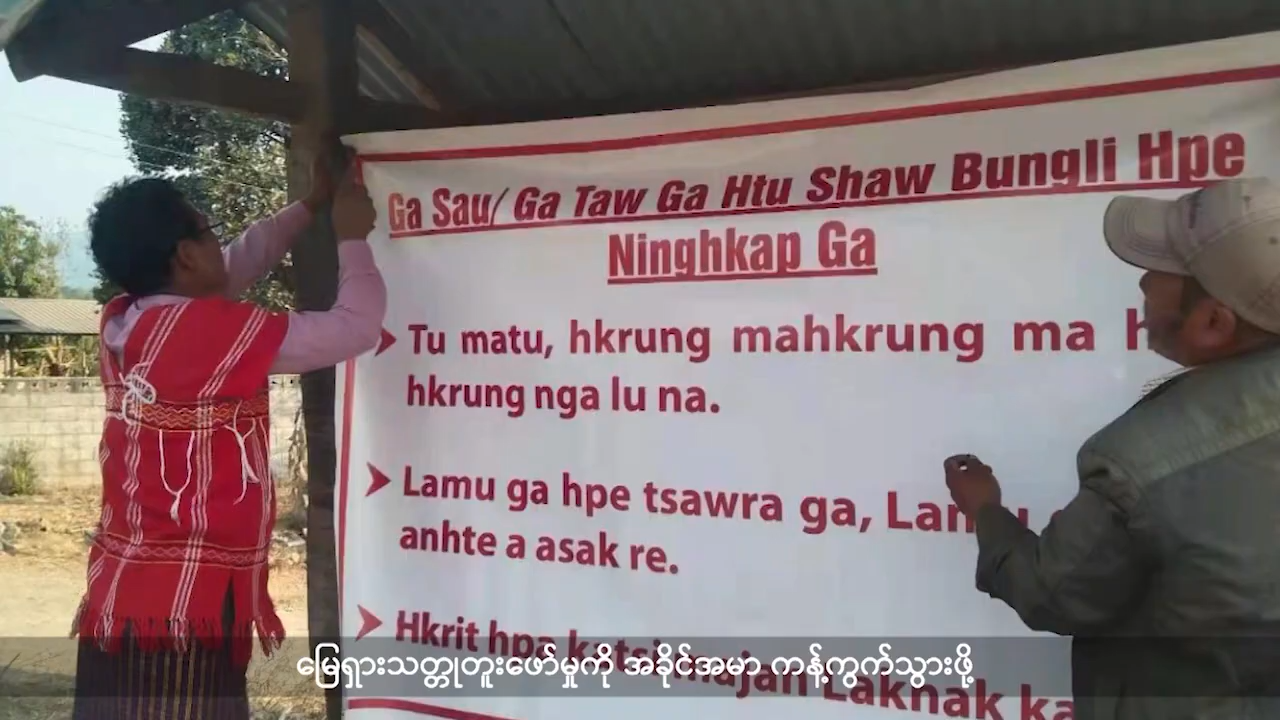 Ga Sau/ Ga Taw Ga Htu Shaw Bungli Hpe
Ninghkap Ga
Tu matu, hkrung mahkrung ma
hkrung nga lu na.
Lamu ga hpe tsawra ga,
anhte a asak re.
Hkrit hpa
မြေရှားသတ္တုတူးဖော်မှုကို အခိုင်အမာ ကန့်ကွက်သွားဖို့